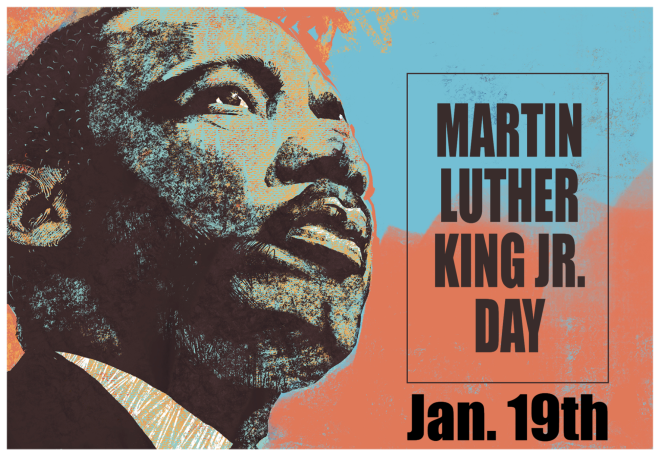 MARTIN
LUTHER
KING JR.
DAY
Jan. 19th